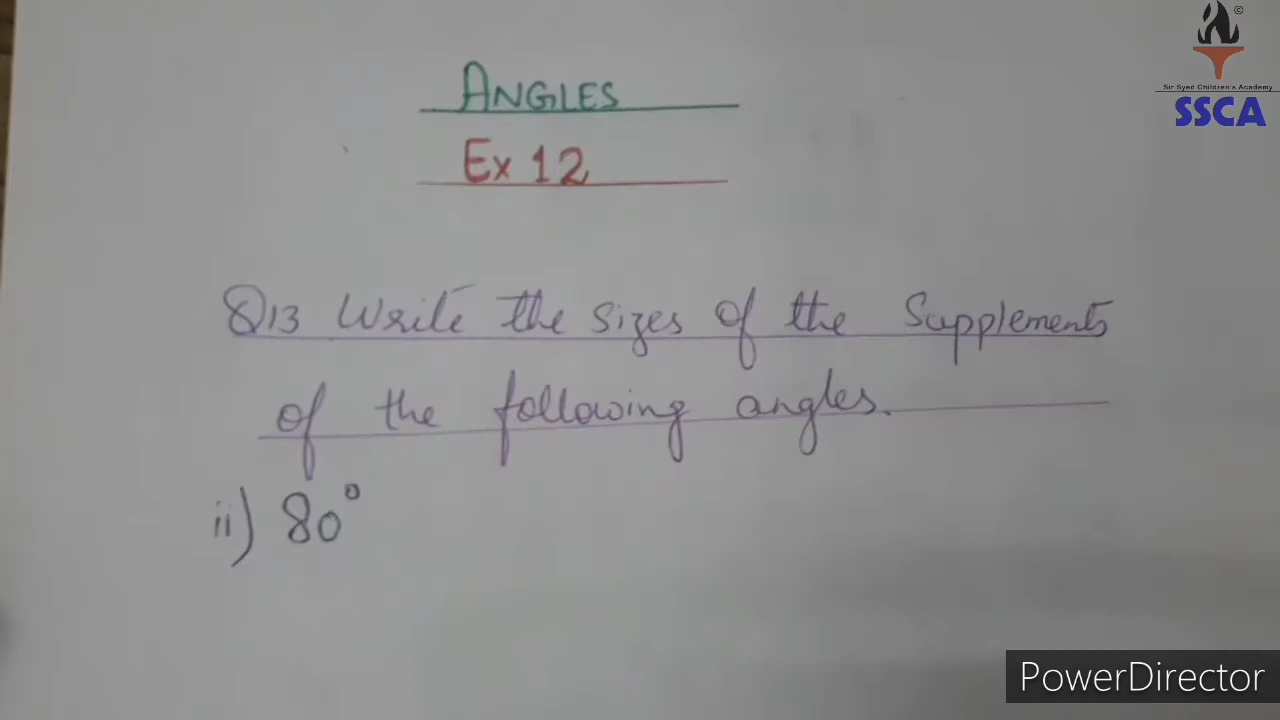 ©
Sir Syed Children's Academy
SSCA
ANGLES
Ex 12
Q13 Write the sizes of the Supplements
of the following angles.
ii) 80°
PowerDirector